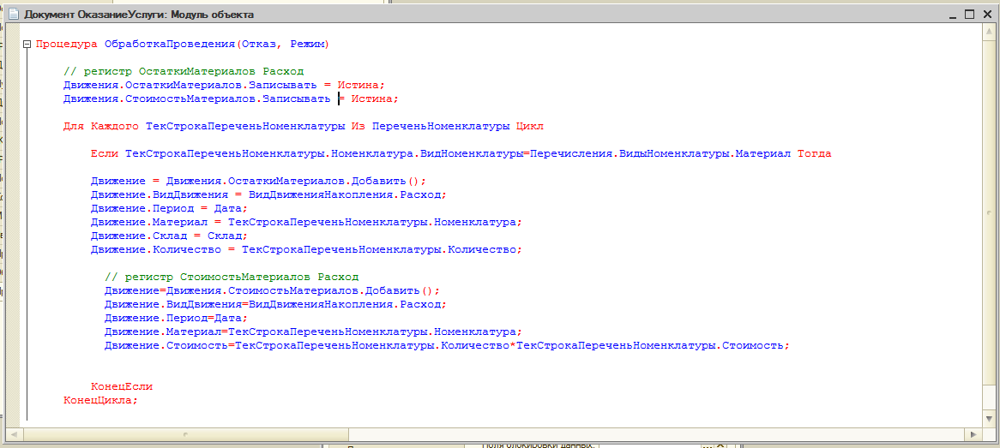 Документ ОказаниеУслуги: Модуль объекта
Процедура ОбработкаПроведения(Отказ, Режим)
// регистр ОстаткиМатериалов Расход
Движения.ОстаткиМатериалов.Записывать = Истина;
Движения.СтоимостьМатериалов.Записывать = Истина;
Для Каждого ТекСтрокаПереченьНоменклатуры Из ПереченьНоменклатуры Цикл
Если ТекСтрокаПереченьНоменклатуры.Номенклатура.ВидНоменклатуры=Перечисления.ВидыНоменклатуры.Материал Тогда
Движение = Движения.ОстаткиМатериалов.Добавить();
Движение.ВидДвижения = ВидДвиженияНакопления.Расход;
Движение.Период = Дата;
Движение.Материал = ТекСтрокаПереченьНоменклатуры.Номенклатура;
Движение.Склад = Склад;
Движение.Количество = ТекСтрокаПереченьНоменклатуры.Количество;
// регистр СтоимостьМатериалов Расход
Движение=Движения.СтоимостьМатериалов.Добавить();
Движение.ВидДвижения=ВидДвиженияНакопления.Расход;
Движение.Период=Дата;
Движение.Материал=ТекСтрокаПереченьНоменклатуры.Номенклатура;
Движение.Стоимость=ТекСтрокаПереченьНоменклатуры.Количество*ТекСтрокаПереченьНоменклатуры.Стоимость;
КонецЕсли
КонецЦикла;
Поля блокировки данных: